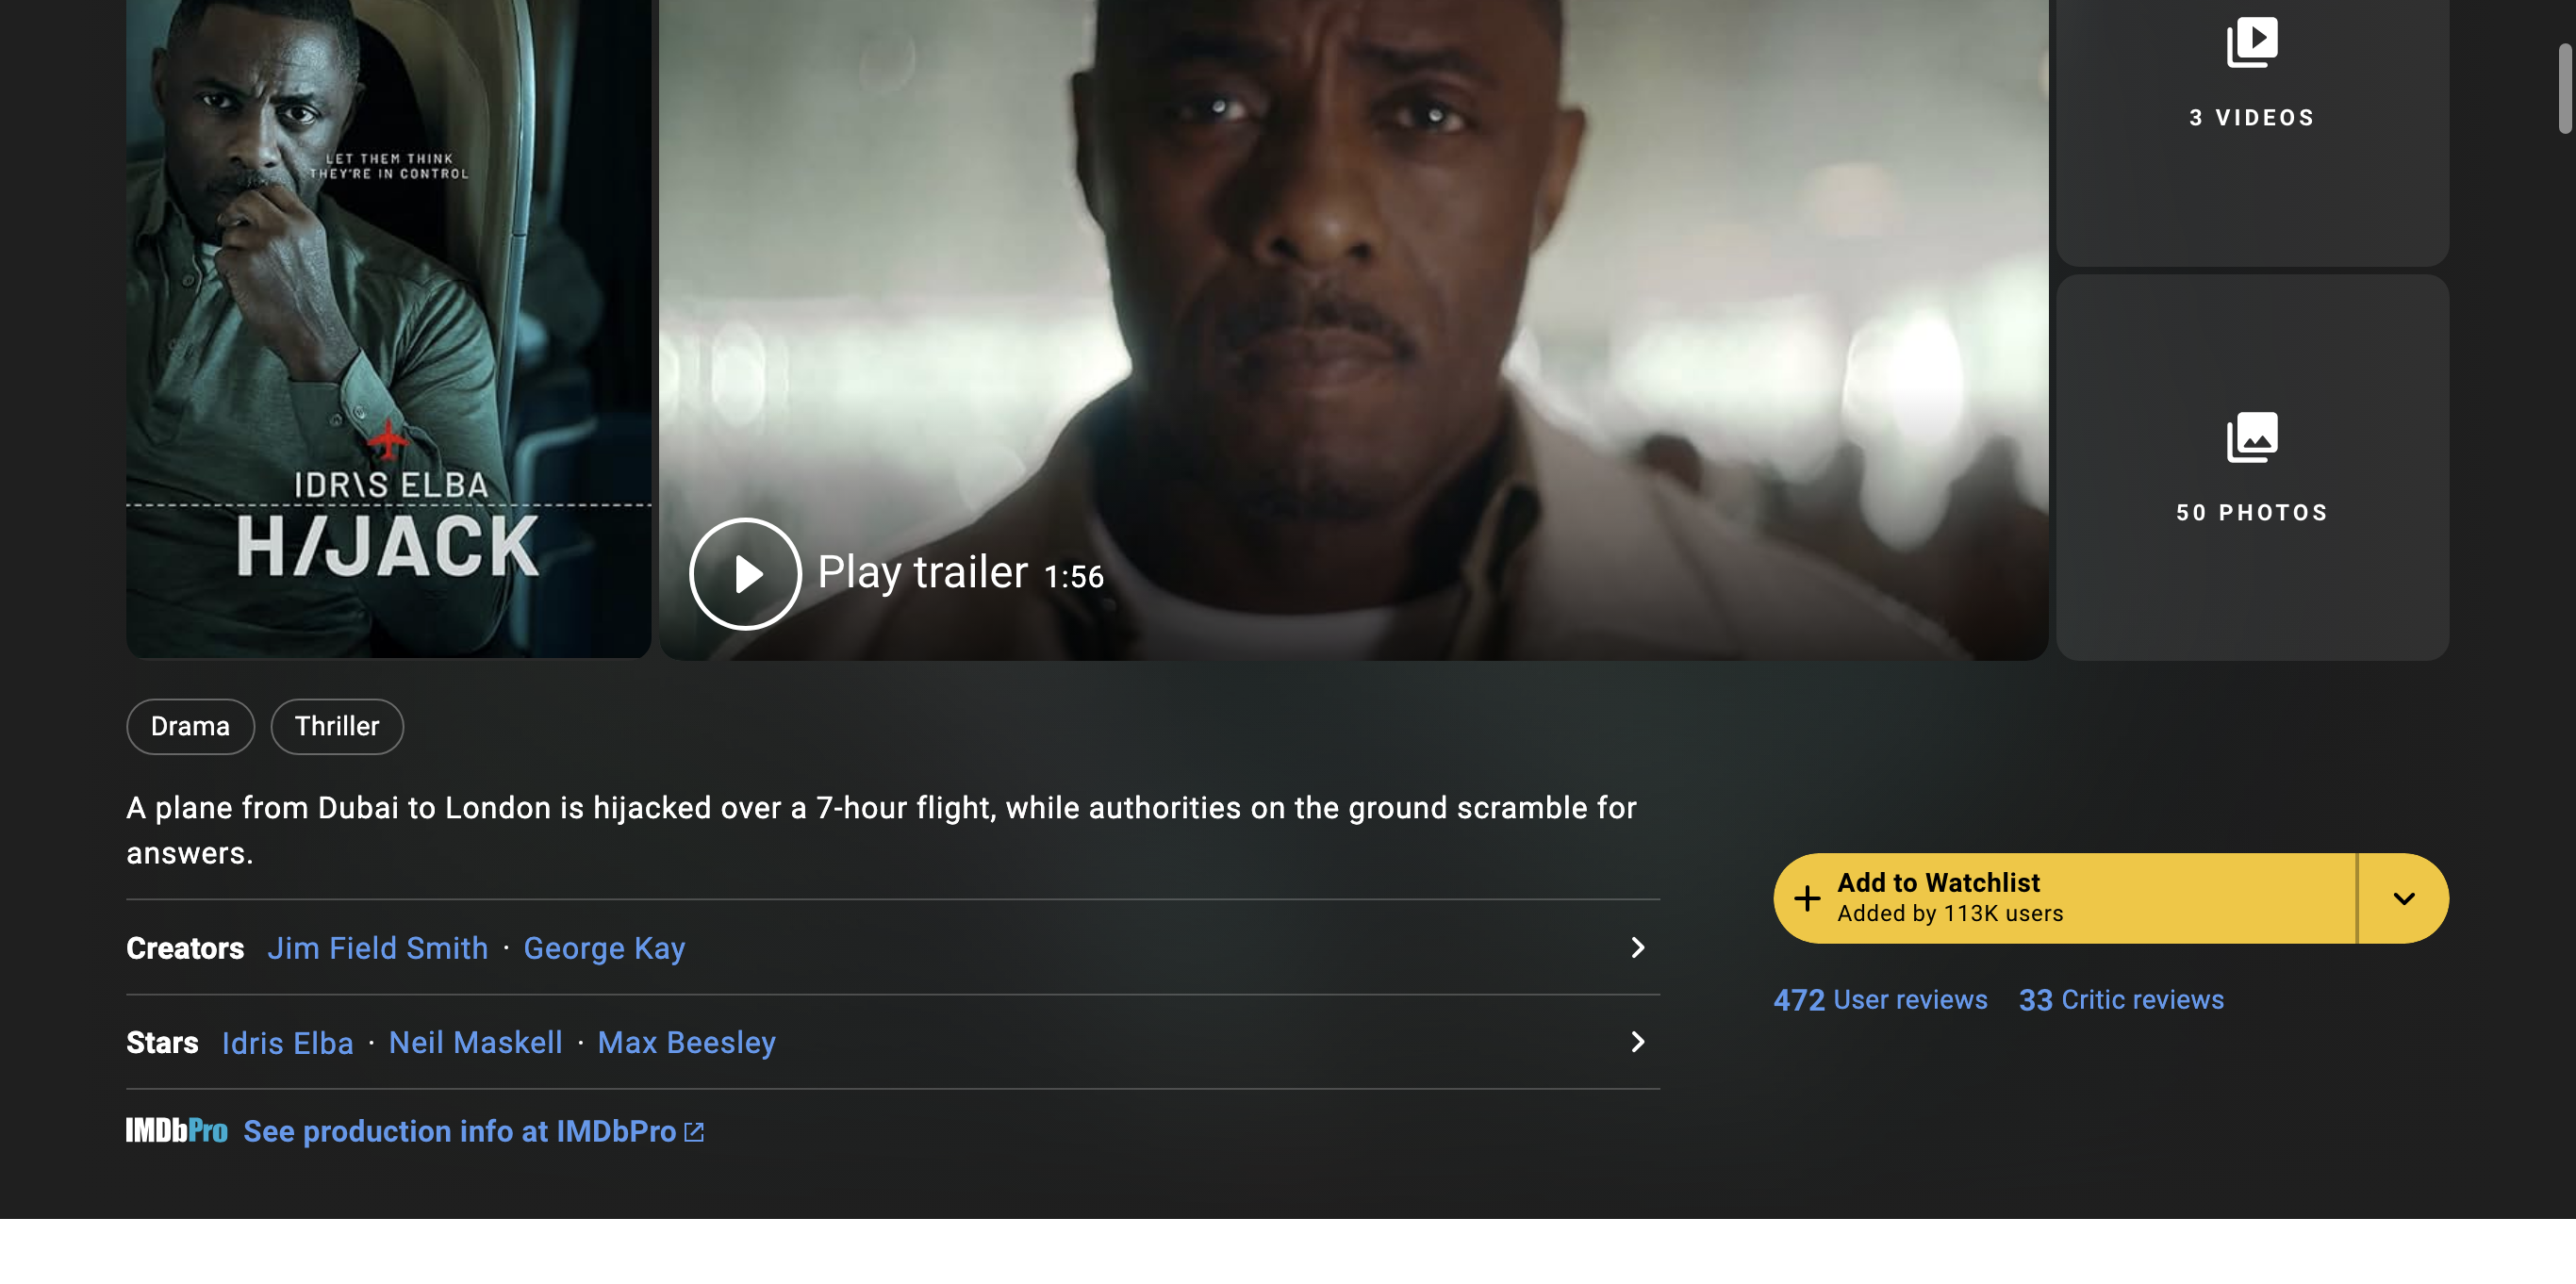 LET THEM THINK
THEY'RE IN CONTROL
IDR\S ELBA
H/JACK
Play trailer 1:56
3 VIDEOS
50 PHOTOS
Drama
Thriller
A plane from Dubai to London is hijacked over a 7-hour flight, while authorities on the ground scramble for
answers.
Creators Jim Field Smith · George Kay
Stars Idris Elba · Neil Maskell · Max Beesley
IMDbPro See production info at IMDbPro
Add to Watchlist
Added by 113K users
472 User reviews 33 Critic reviews